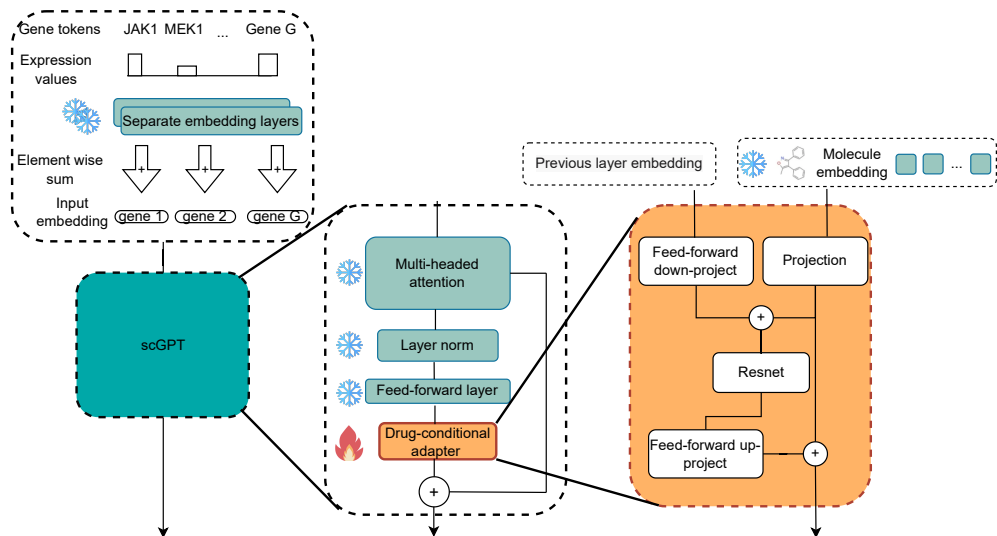 Gene tokens JAK1 MEK1 ... Gene G
Expression
values
Separate embedding layers
Element wise
sum
+ + +
Input
embedding
gene 1 gene 2 gene G
scGPT
Multi-headed
attention
Layer norm
Feed-forward layer
Drug-conditional
adapter
+
Previous layer embedding
Molecule
embedding
...
Feed-forward
down-project
Projection
+
Resnet
Feed-forward up-
project
+